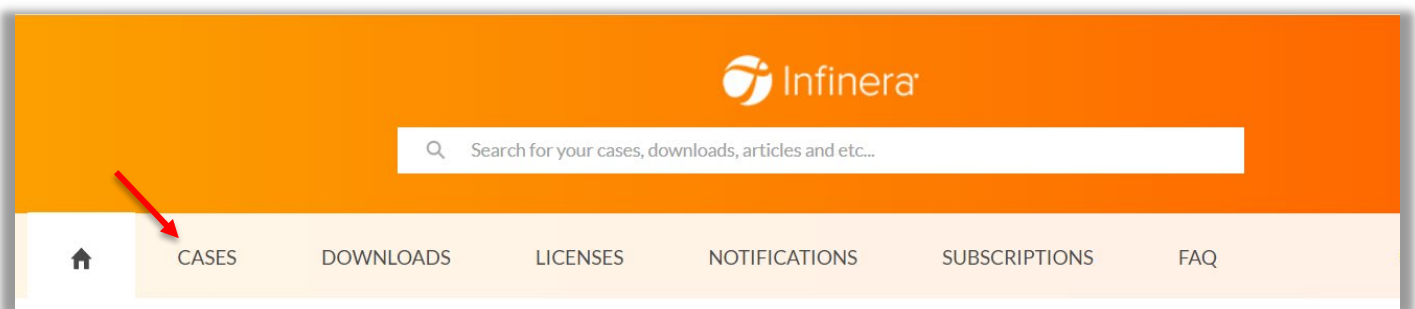 Infinera
Search for your cases, downloads, articles and etc...
CASES DOWNLOADS LICENSES NOTIFICATIONS SUBSCRIPTIONS FAQ